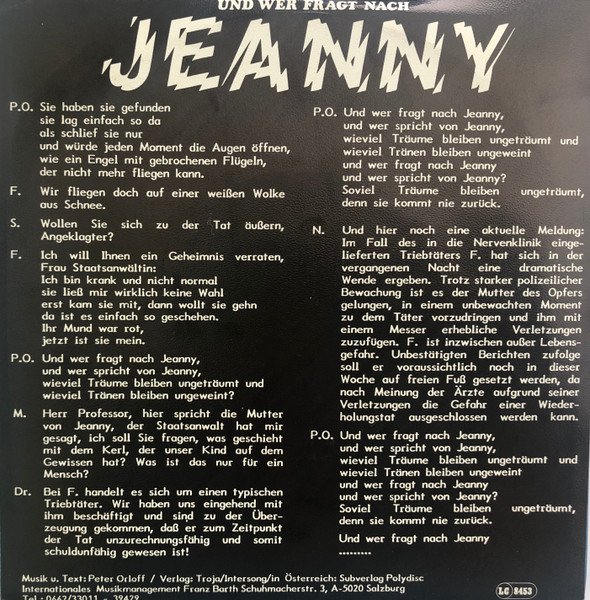 UND WER FRAGT NACH
JEANNY
P.O. Sie haben sie gefunden
sie lag einfach so da
als schlief sie nur
und würde jeden Moment die Augen öffnen,
wie ein Engel mit gebrochenen Flügeln,
der nicht mehr fliegen kann.
F. Wir fliegen doch auf einer weißen Wolke
aus Schnee.
S. Wollen Sie sich zu der Tat äußern,
Angeklagter?
F. Ich will Ihnen ein Geheimnis verraten,
Frau Staatsanwältin:
Ich bin krank und nicht normal
sie ließ mir wirklich keine Wahl
erst kam sie mit, dann wollt sie gehn
da ist es einfach so geschehen.
Ihr Mund war rot,
jetzt ist sie mein.
P.O. Und wer fragt nach Jeanny,
und wer spricht von Jeanny,
wieviel Träume bleiben ungeträumt und
wieviel Tränen bleiben ungeweint?
M. Herr Professor, hier spricht die Mutter
von Jeanny, der Staatsanwalt hat mir
gesagt, ich soll Sie fragen, was geschieht
mit dem Kerl, der unser Kind auf dem
Gewissen hat? Was ist das nur für ein
Mensch?
Dr. Bei F. handelt es sich um einen typischen
Triebtäter. Wir haben uns eingehend mit
ihm beschäftigt und sind zu der Über-
zeugung gekommen, daß er zum Zeitpunkt
der Tat unzurechnungsfähig und somit
schuldunfähig gewesen ist!
P.O. Und wer fragt nach Jeanny,
und wer spricht von Jeanny,
wieviel Träume bleiben ungeträumt und
wieviel Tränen bleiben ungeweint
und wer fragt nach Jeanny
und wer spricht von Jeanny?
Soviel Träume bleiben ungeträumt,
denn sie kommt nie zurück.
N. Und hier noch eine aktuelle Meldung:
Im Fall des in die Nervenklinik einge-
lieferten Triebtäters F. hat sich in der
vergangenen Nacht eine dramatische
Wende ergeben. Trotz starker polizeilicher
Bewachung ist es der Mutter des Opfers
gelungen, in einem unbewachten Moment
zu dem Täter vorzudringen und ihm mit
einem Messer erhebliche Verletzungen
zuzufügen. F. ist inzwischen außer Lebens-
gefahr. Unbestätigten Berichten zufolge
soll er voraussichtlich noch in dieser
Woche auf freien Fuß gesetzt werden, da
nach Meinung der Ärzte aufgrund seiner
Verletzungen die Gefahr einer Wieder-
holungstat ausgeschlossen werden kann.
P.O. Und wer fragt nach Jeanny,
und wer spricht von Jeanny,
wieviel Träume bleiben ungeträumt und
wieviel Tränen bleiben ungeweint
und wer fragt nach Jeanny
und wer spricht von Jeanny?
Soviel Träume bleiben ungeträumt,
denn sie kommt nie zurück.
Und wer fragt nach Jeanny
.........
Musik u. Text: Peter Orloff / Verlag: Troja/Intersong/in Österreich: Subverlag Polydisc
Internationales Musikmanagement Franz Barth Schuhmacherstr. 3, A-5020 Salzburg
Tel.: 0662/33011 - 39429
LC 8453